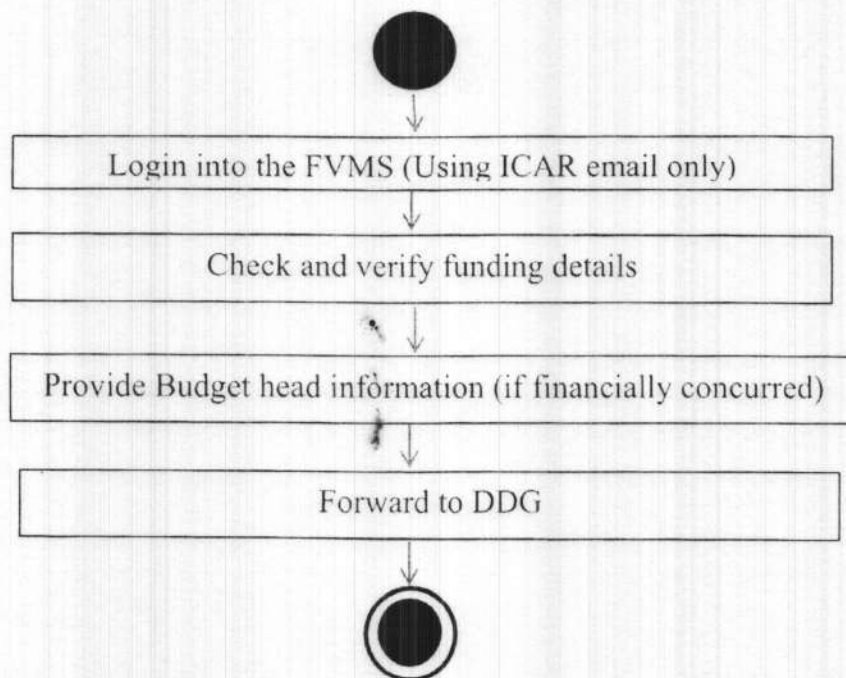 Login into the FVMS (Using ICAR email only)
Check and verify funding details
Provide Budget head information (if financially concurred)
Forward to DDG